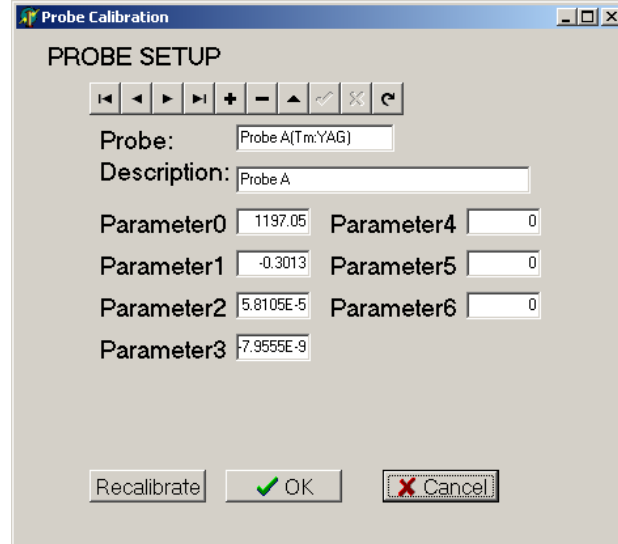 Probe Calibration
PROBE SETUP
Probe: Probe A(Tm:YAG)
Description: Probe A
Parameter0 1197.05 Parameter4 0
Parameter1 -0.3013 Parameter5 0
Parameter2 5.8105E-5 Parameter6 0
Parameter3 -7.9555E-9
Recalibrate OK Cancel